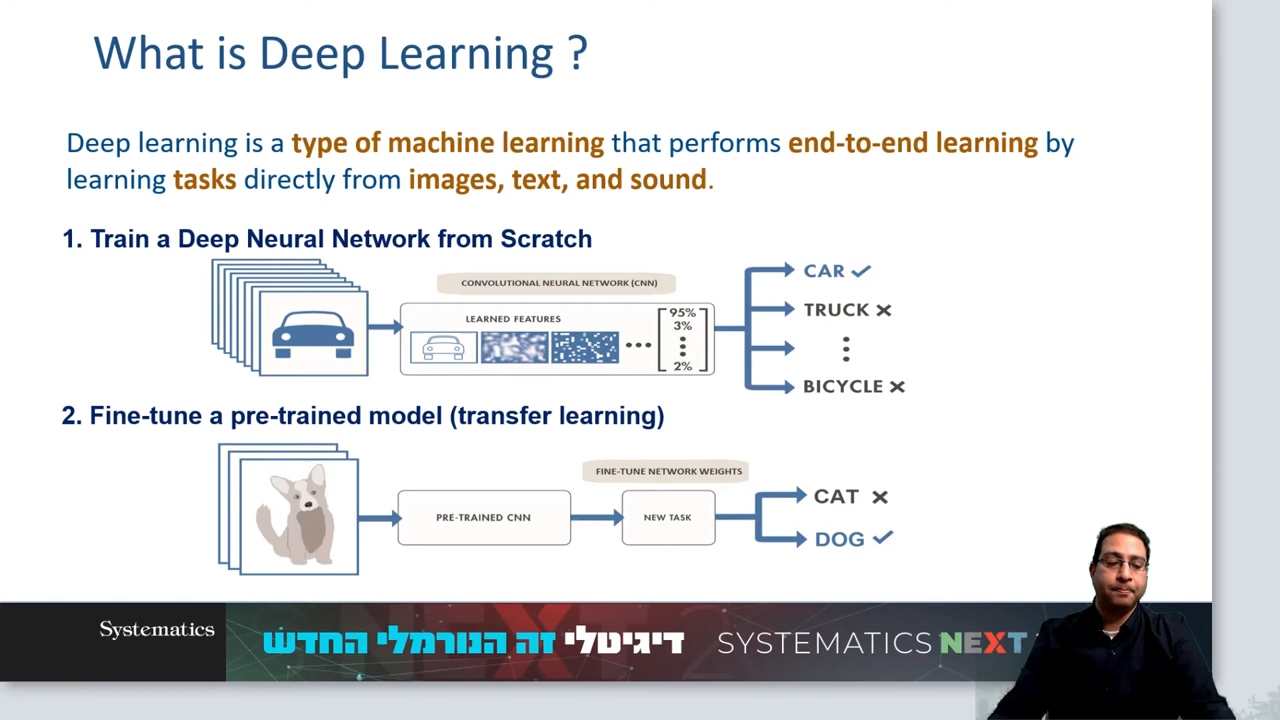 What is Deep Learning ?
Deep learning is a type of machine learning that performs end-to-end learning by
learning tasks directly from images, text, and sound.
1. Train a Deep Neural Network from Scratch
CONVOLUTIONAL NEURAL NETWORK (CNN)
LEARNED FEATURES
95%
3%
2%
CAR
TRUCK
BICYCLE
2. Fine-tune a pre-trained model (transfer learning)
FINE-TUNE NETWORK WEIGHTS
PRE-TRAINED CNN
NEW TASK
CAT
DOG
Systematics
דיגיטלי זה הנורמלי החדש
SYSTEMATICS NEXT